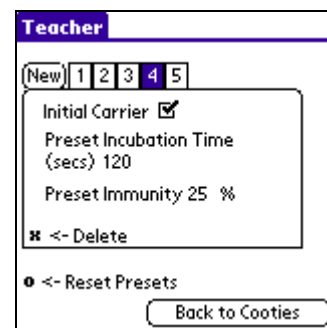 Teacher
New 1 2 3 4 5
Initial Carrier
Preset Incubation Time
(secs) 120
Preset Immunity 25 %
x <- Delete
o <- Reset Presets
Back to Cooties